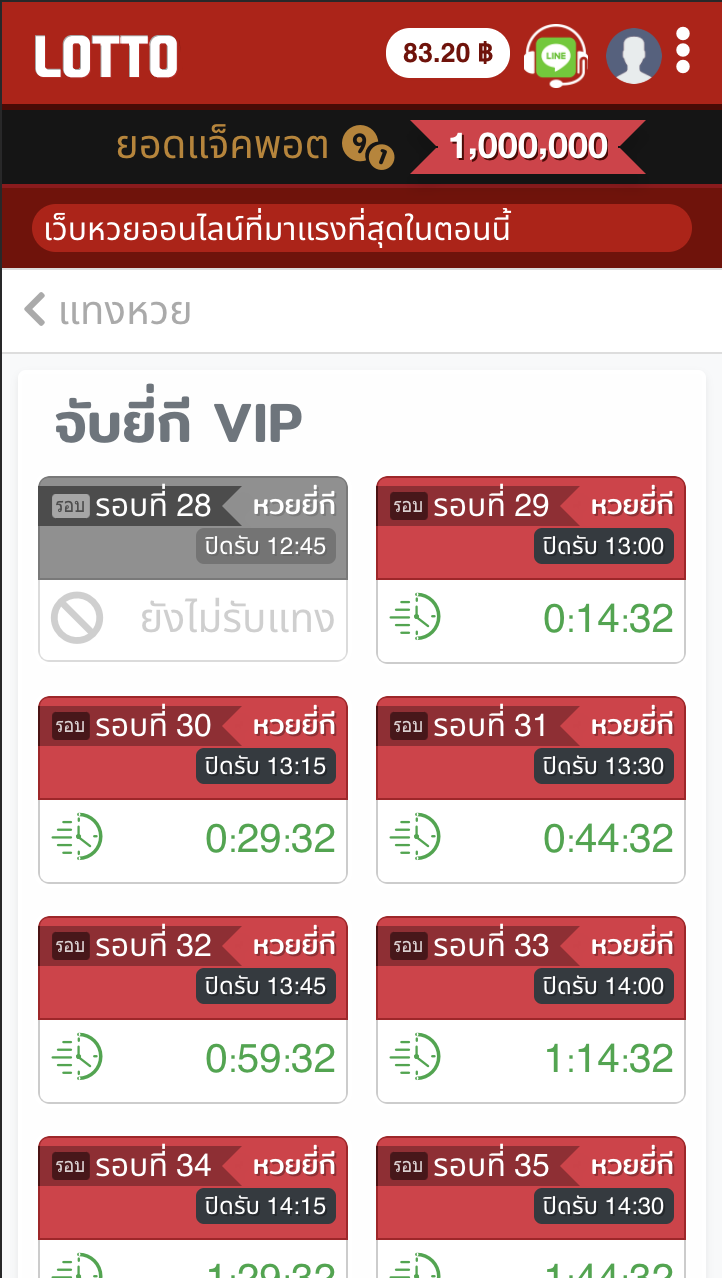 LOTTO
83.20 ฿
LINE
ยอดแจ็คพอต 9 1 1,000,000
เว็บหวยออนไลน์ที่มาแรงที่สุดในตอนนี้
แทงหวย
จับยี่กี VIP
รอบ รอบที่ 28 หวยยี่กี
ปิดรับ 12:45
ยังไม่รับแทง
รอบ รอบที่ 29 หวยยี่กี
ปิดรับ 13:00
0:14:32
รอบ รอบที่ 30 หวยยี่กี
ปิดรับ 13:15
0:29:32
รอบ รอบที่ 31 หวยยี่กี
ปิดรับ 13:30
0:44:32
รอบ รอบที่ 32 หวยยี่กี
ปิดรับ 13:45
0:59:32
รอบ รอบที่ 33 หวยยี่กี
ปิดรับ 14:00
1:14:32
รอบ รอบที่ 34 หวยยี่กี
ปิดรับ 14:15
1:29:32
รอบ รอบที่ 35 หวยยี่กี
ปิดรับ 14:30
1:44:32